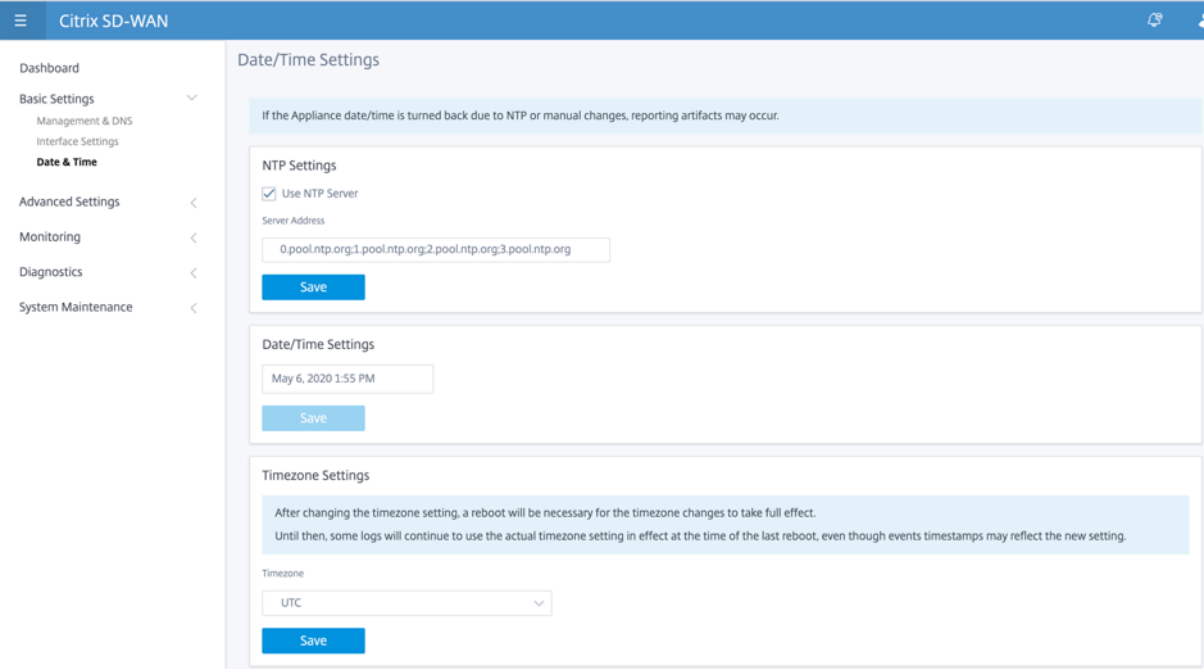 Citrix SD-WAN
Dashboard
Basic Settings
Management & DNS
Interface Settings
Date & Time
Advanced Settings
Monitoring
Diagnostics
System Maintenance
Date/Time Settings
If the Appliance date/time is turned back due to NTP or manual changes, reporting artifacts may occur.
NTP Settings
Use NTP Server
Server Address
0.pool.ntp.org;1.pool.ntp.org;2.pool.ntp.org;3.pool.ntp.org
Save
Date/Time Settings
May 6, 2020 1:55 PM
Save
Timezone Settings
After changing the timezone setting, a reboot will be necessary for the timezone changes to take full effect.
Until then, some logs will continue to use the actual timezone setting in effect at the time of the last reboot, even though events timestamps may reflect the new setting.
Timezone
UTC
Save